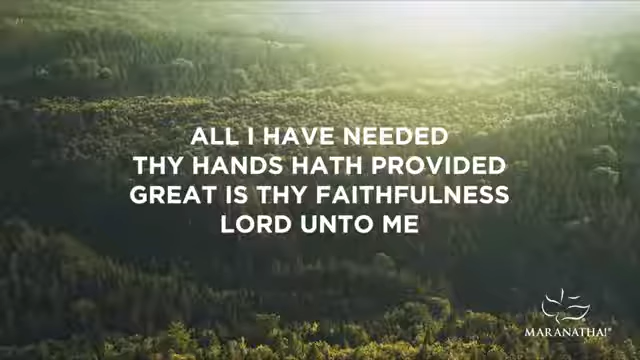 ALL I HAVE NEEDED
THY HANDS HATH PROVIDED
GREAT IS THY FAITHFULNESS
LORD UNTO ME
MARANATHA!®